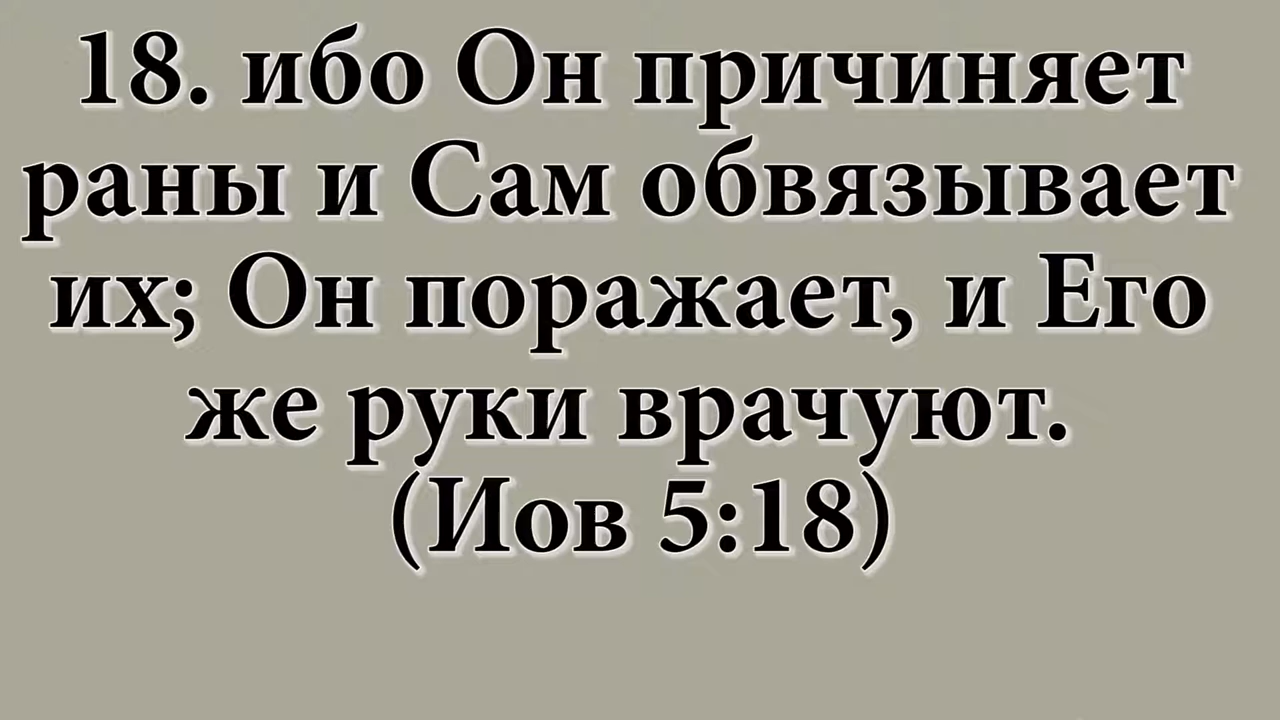 18. ибо Он причиняет
раны и Сам обвязывает
их; Он поражает, и Его
же руки врачуют.
(Иов 5:18)